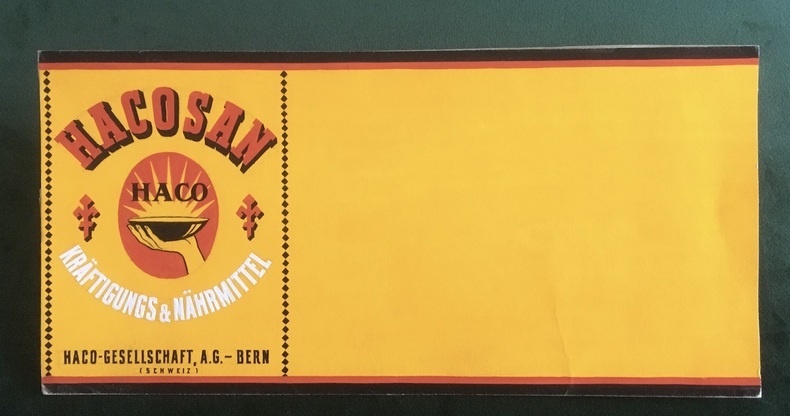 HACOSAN
HACO
KRÄFTIGUNGS & NÄHRMITTEL
HACO-GESELLSCHAFT, A.G.– BERN
(SCHWEIZ)